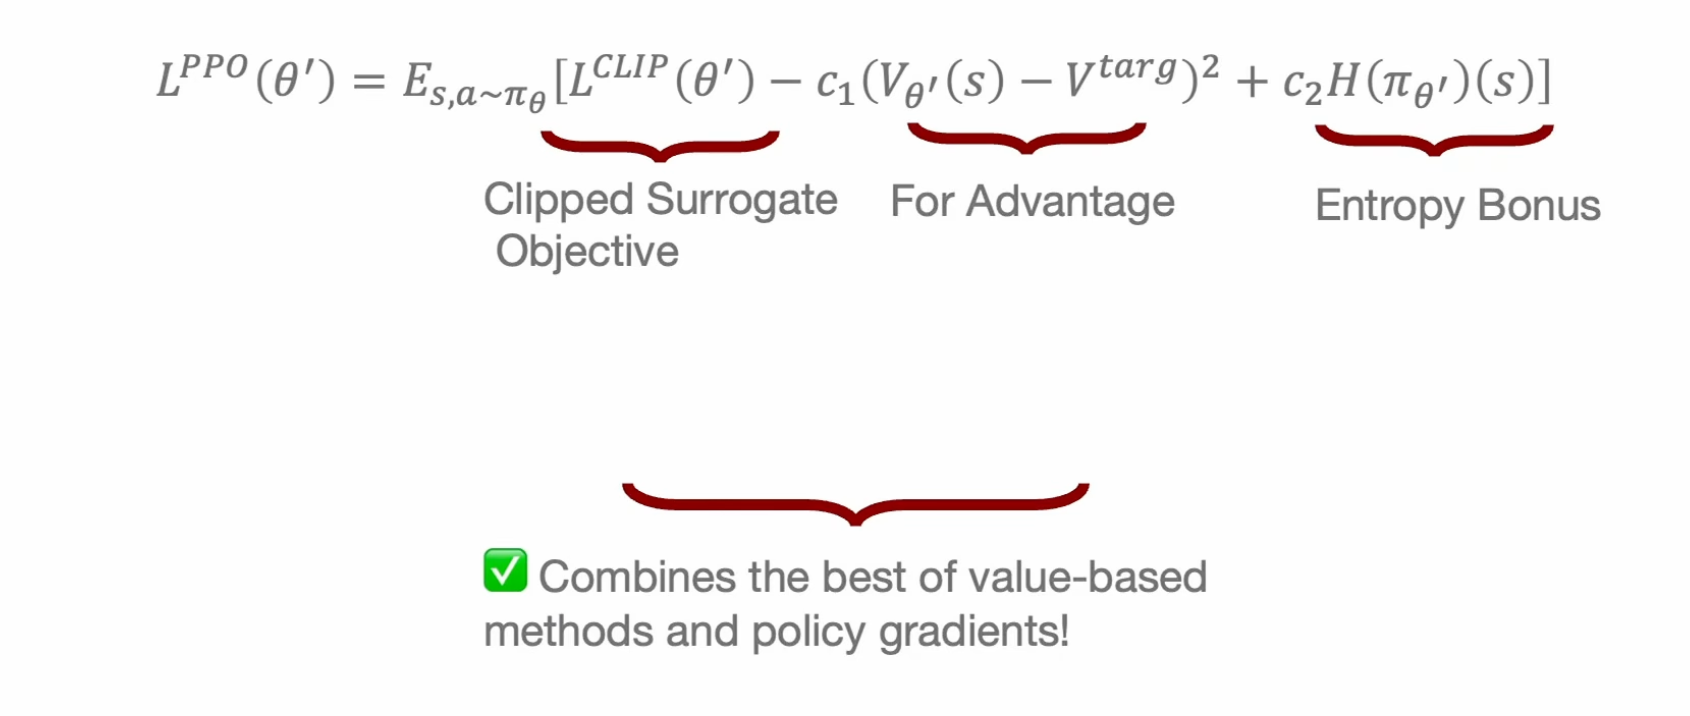 L^{PPO}(θ′) = E_{s,a~π_θ}[L^{CLIP}(θ′) − c_1(V_{θ′}(s) − V^{targ})^2 + c_2H(π_{θ′})(s)]
Clipped Surrogate For Advantage Entropy Bonus
Objective
✅ Combines the best of value-based
methods and policy gradients!